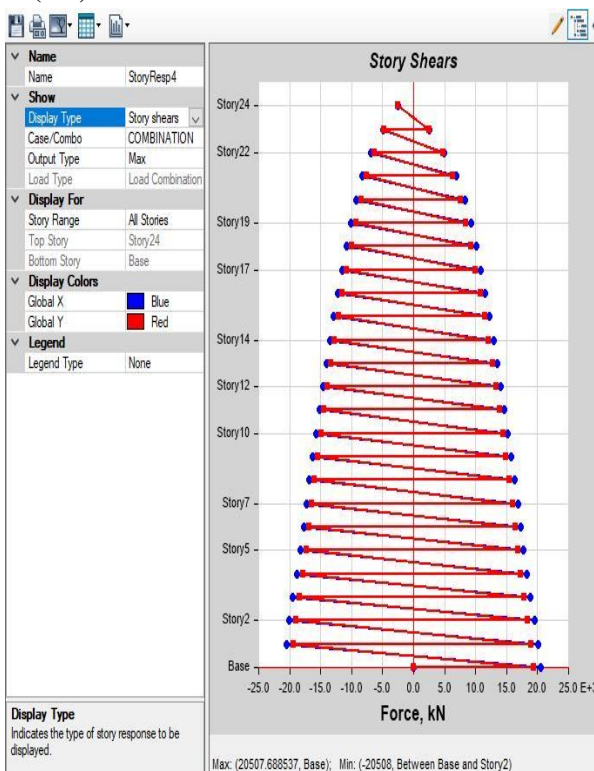 Name
Name StoryResp4
Show
Display Type Story shears
Case/Combo COMBINATION
Output Type Max
Load Type Load Combination
Display For
Story Range All Stories
Top Story Story24
Bottom Story Base
Display Colors
Global X Blue
Global Y Red
Legend
Legend Type None
Display Type
Indicates the type of story response to be
displayed.
Story Shears
Story24
Story22
Story19
Story17
Story14
Story12
Story10
Story7
Story5
Story2
Base
-25.0 -20.0 -15.0 -10.0 -5.0 0.0 5.0 10.0 15.0 20.0 25.0 E+3
Force, kN
Max: (20507.688537, Base); Min: (-20508, Between Base and Story2)